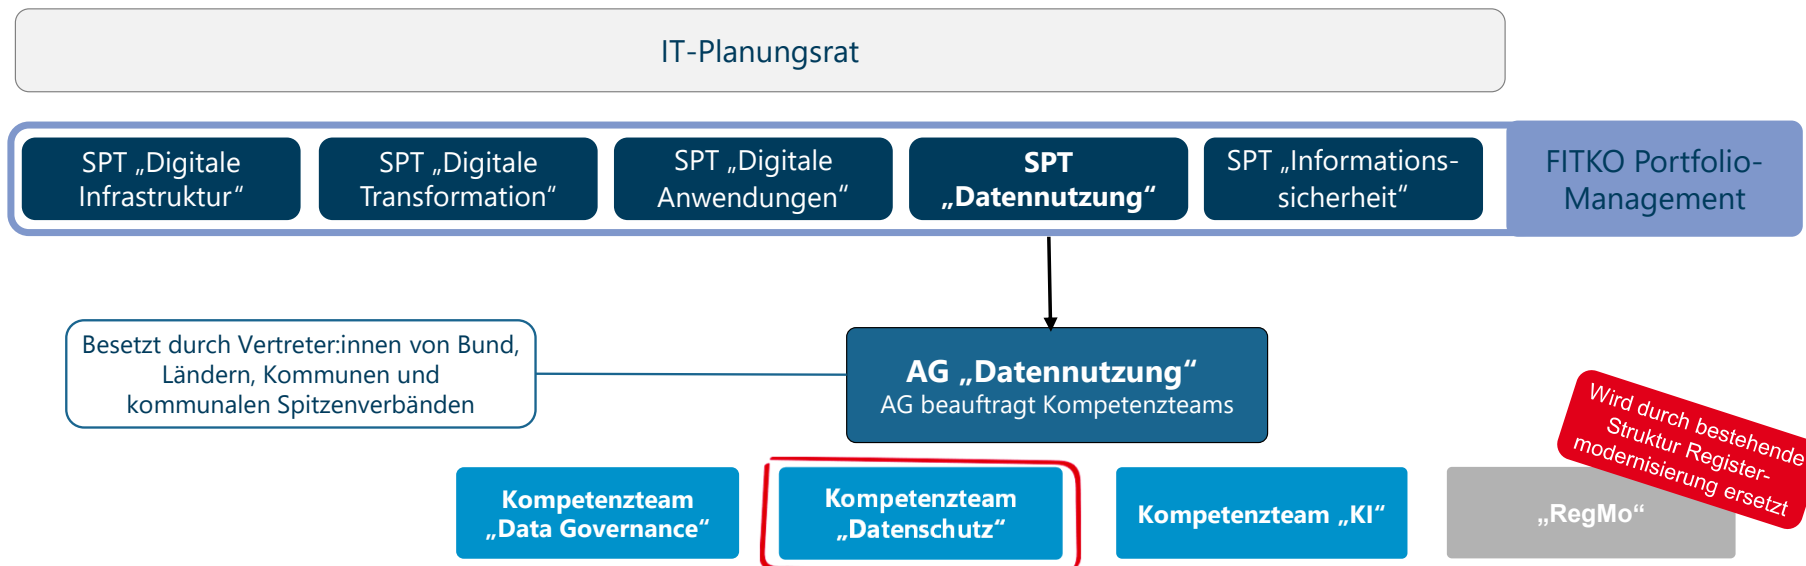 IT-Planungsrat
SPT „Digitale
Infrastruktur“
SPT „Digitale
Transformation“
SPT „Digitale
Anwendungen“
SPT
„Datennutzung“
SPT „Informations-
sicherheit“
FITKO Portfolio-
Management
Besetzt durch Vertreter:innen von Bund,
Ländern, Kommunen und
kommunalen Spitzenverbänden
AG „Datennutzung“
AG beauftragt Kompetenzteams
Wird durch bestehende
Struktur Register-
modernisierung ersetzt
Kompetenzteam
„Data Governance“
Kompetenzteam
„Datenschutz“
Kompetenzteam „KI“
„RegMo“